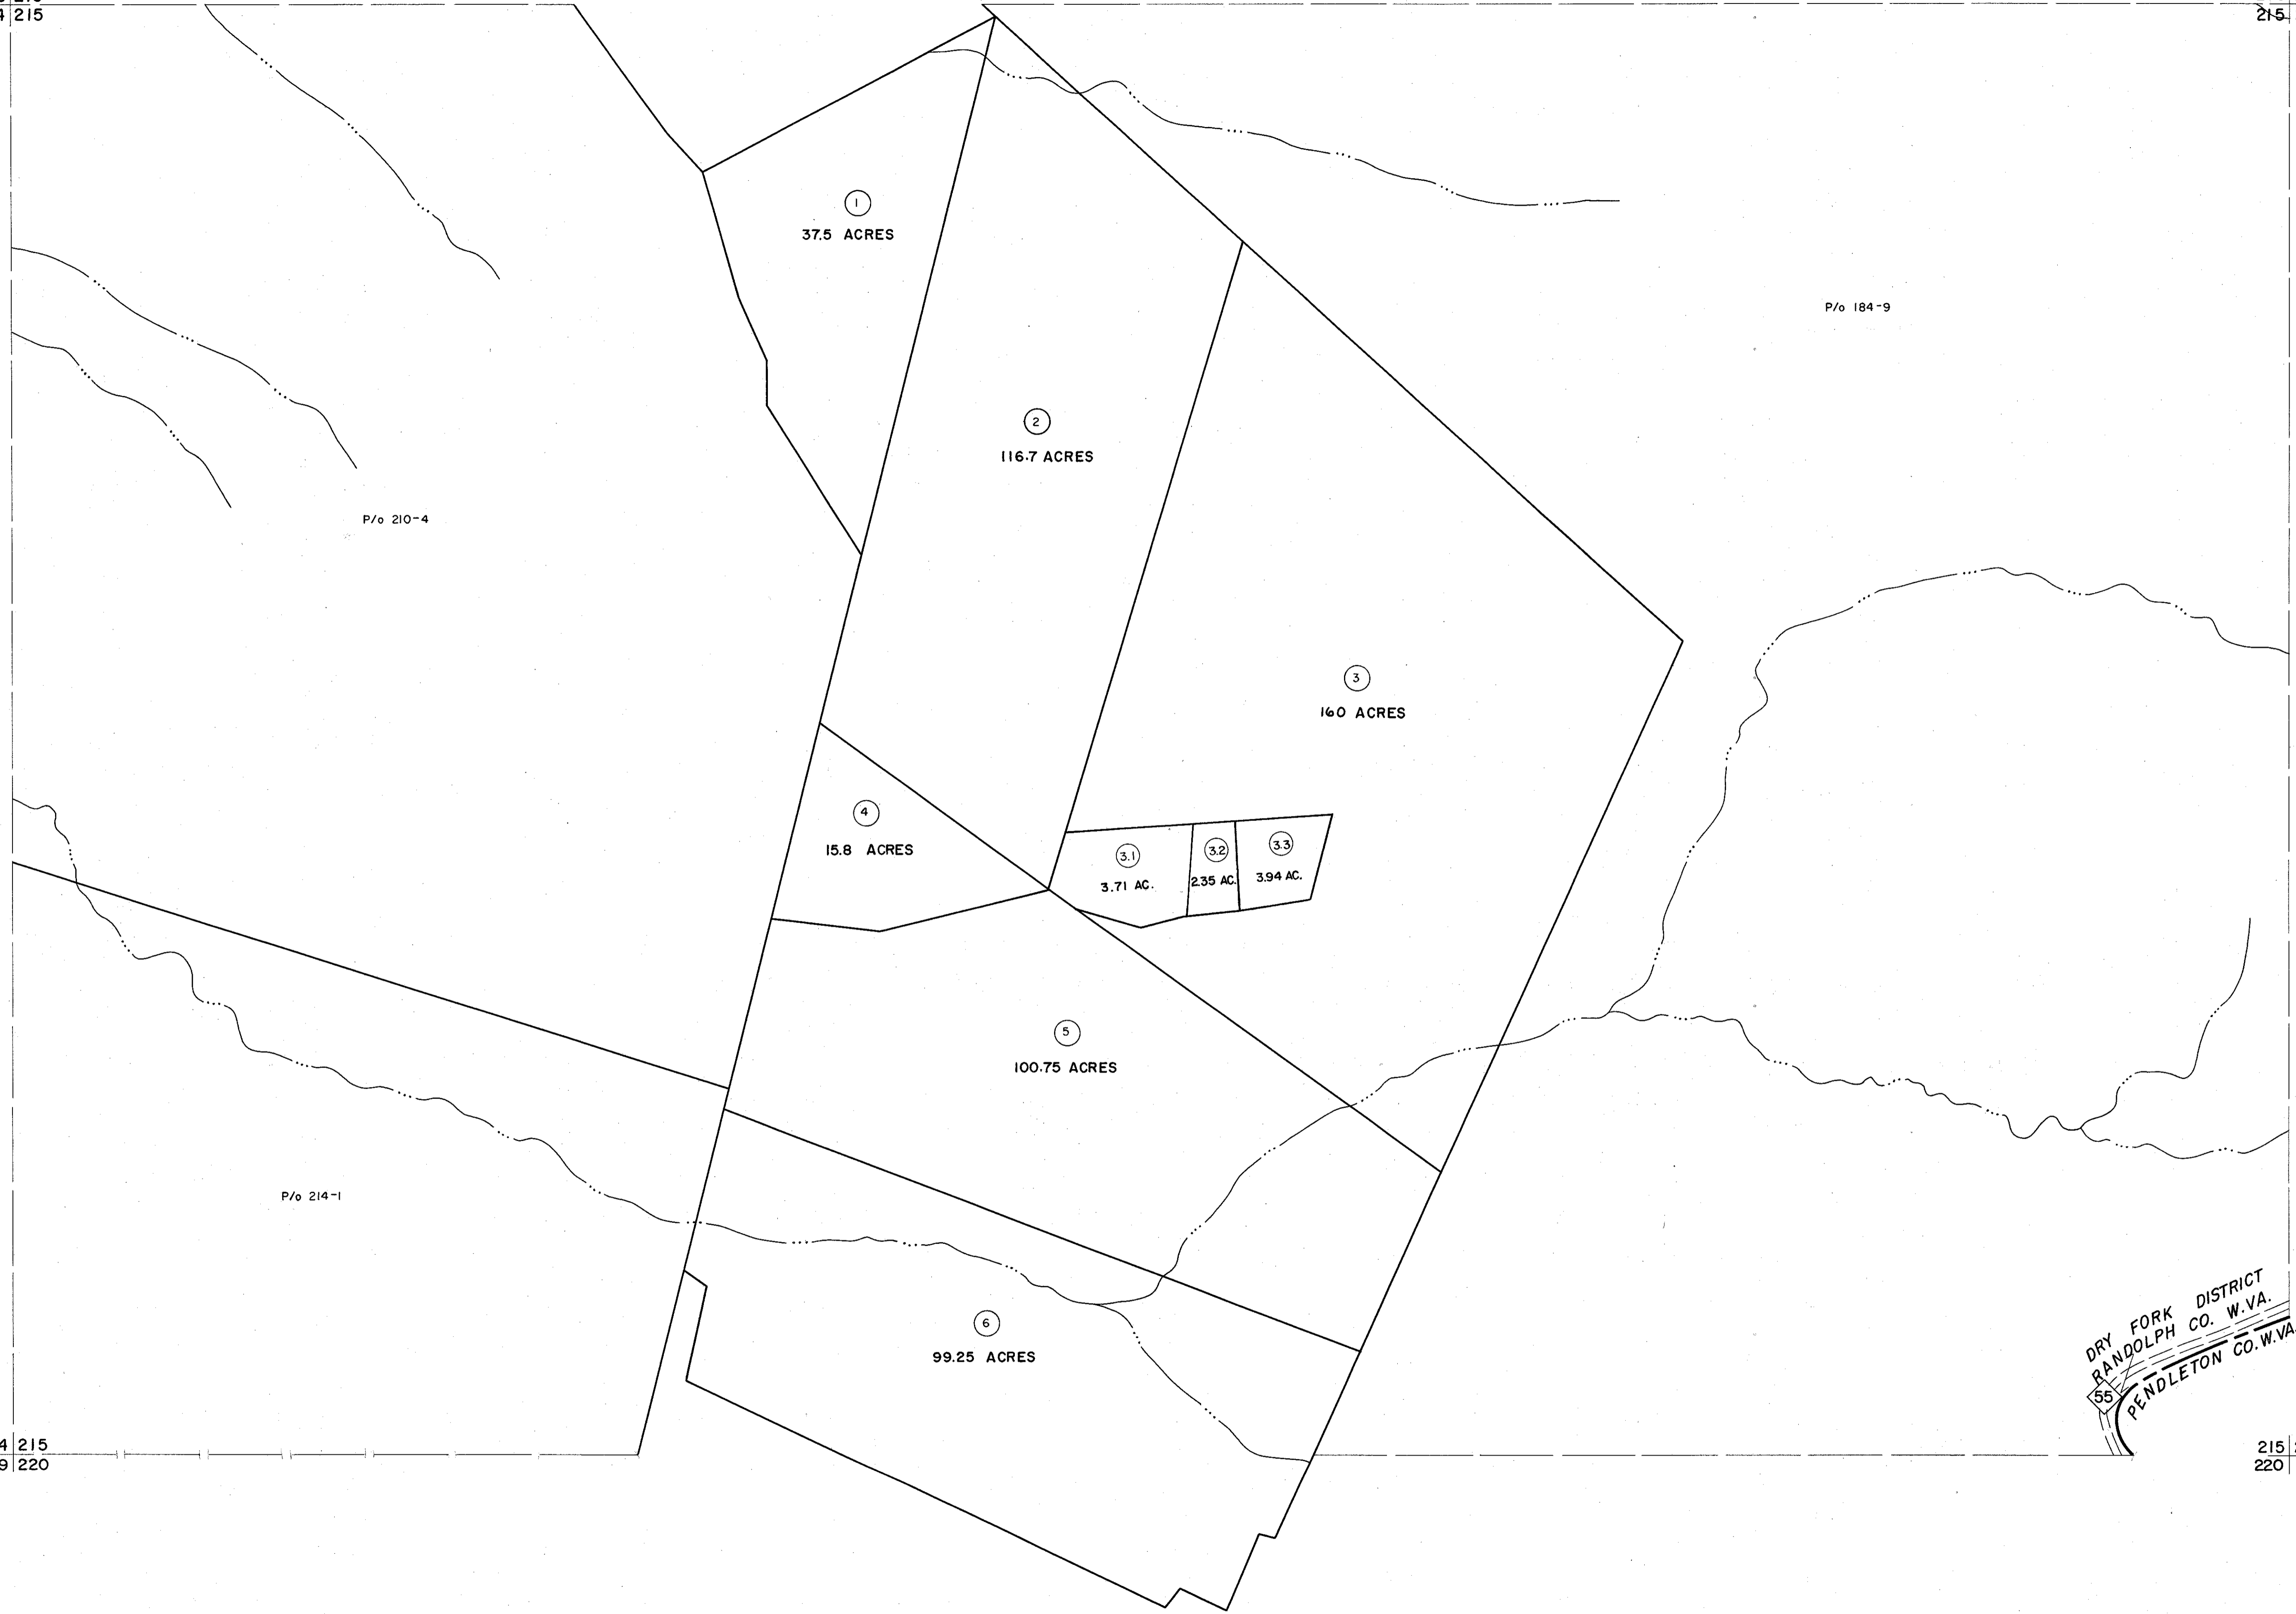 4 215
215
1
37.5 ACRES
P/o 184-9
2
116.7 ACRES
P/o 210-4
3
160 ACRES
4
15.8 ACRES
3.1
3.71 AC.
3.2
2.35 AC.
3.3
3.94 AC.
5
100.75 ACRES
P/o 214-1
6
99.25 ACRES
DRY FORK DISTRICT
RANDOLPH CO. W.VA.
PENDLETON CO. W.VA.
55
4 215
9 220
215
220